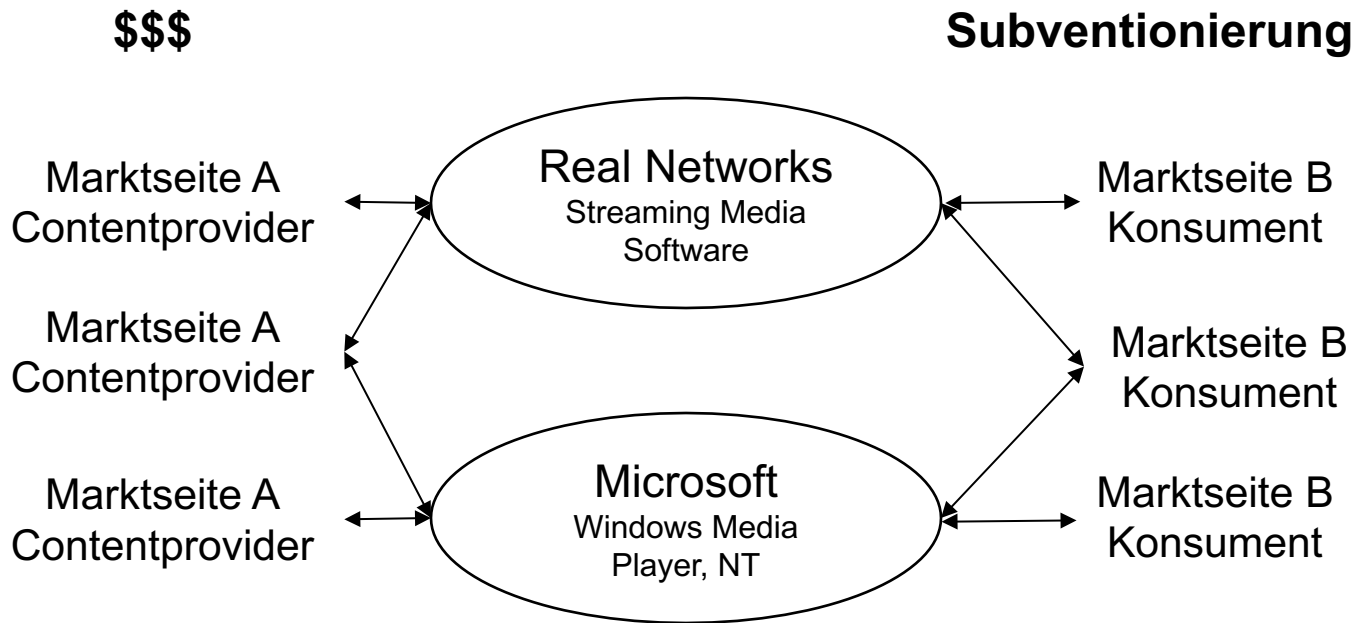 $$$
Subventionierung
Marktseite A
Contentprovider
Real Networks
Streaming Media
Software
Marktseite B
Konsument
Marktseite A
Contentprovider
Marktseite B
Konsument
Marktseite A
Contentprovider
Microsoft
Windows Media
Player, NT
Marktseite B
Konsument